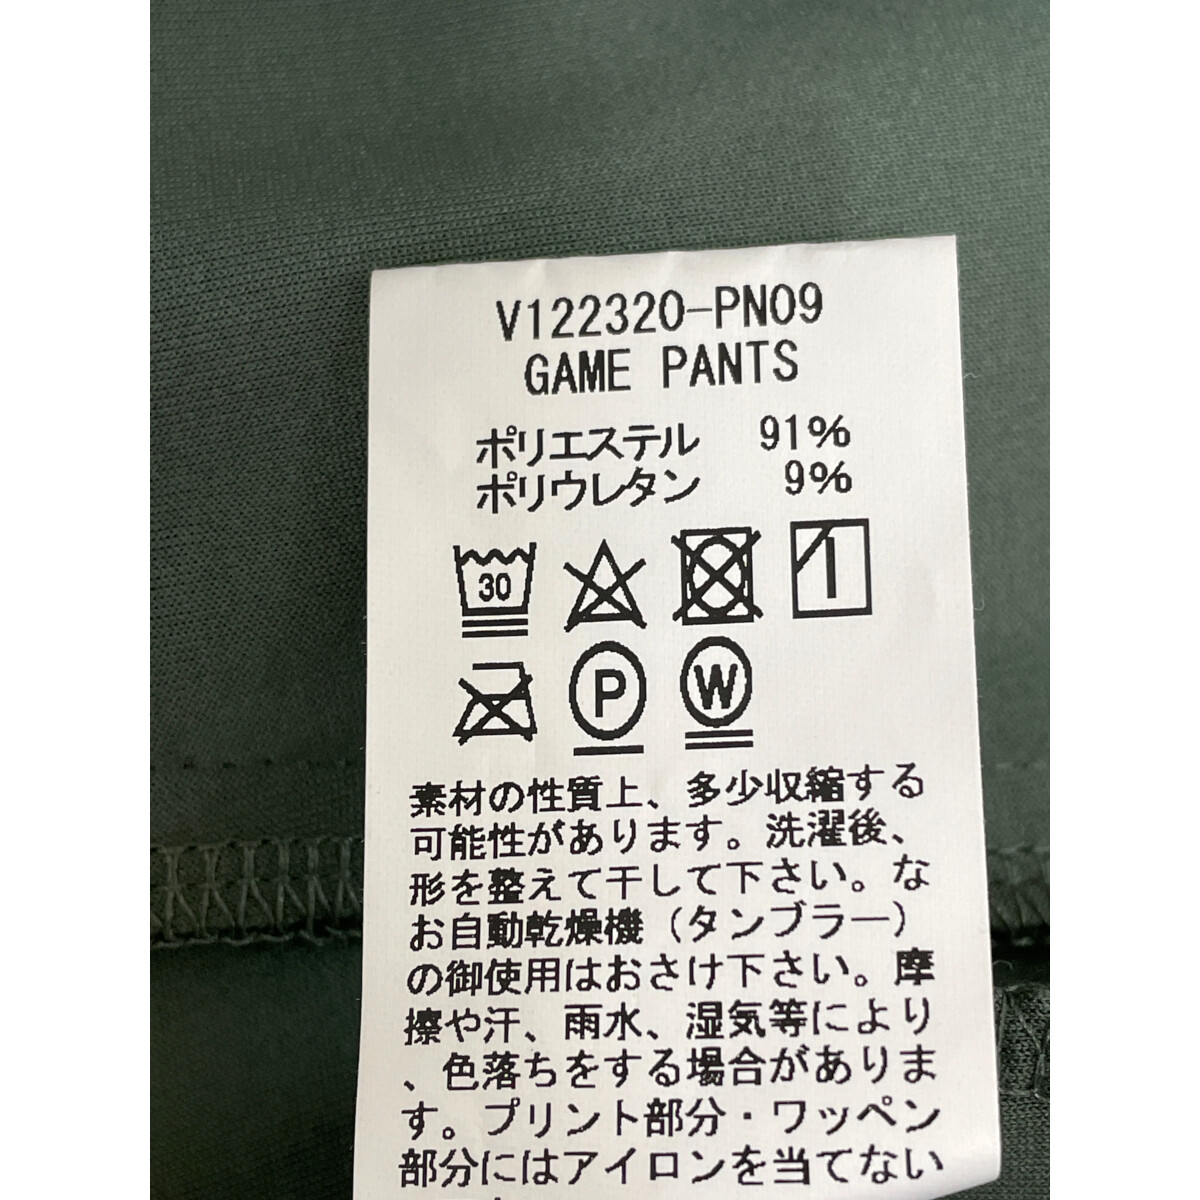 V122320-PN09
GAME PANTS
ポリエステル 91%
ポリウレタン 9%
30
P W
素材の性質上、多少収縮する
可能性があります。洗濯後、
形を整えて干して下さい。な
お自動乾燥機(タンブラー)
の御使用はおさけ下さい。摩
擦や汗、雨水、湿気等により
、色落ちをする場合がありま
す。プリント部分・ワッペン
部分にはアイロンを当てない